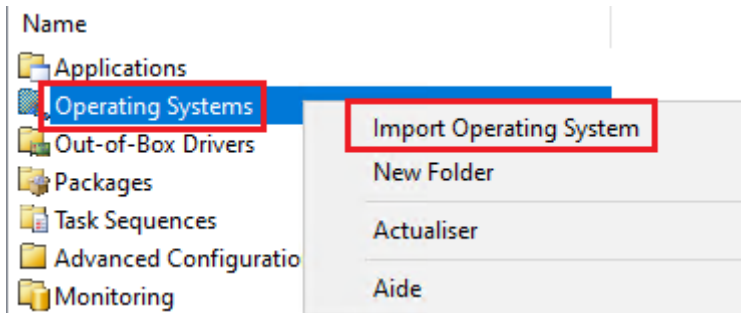 Name
Applications
Operating Systems
Import Operating System
Out-of-Box Drivers
New Folder
Packages
Task Sequences
Actualiser
Advanced Configuratio
Aide
Monitoring